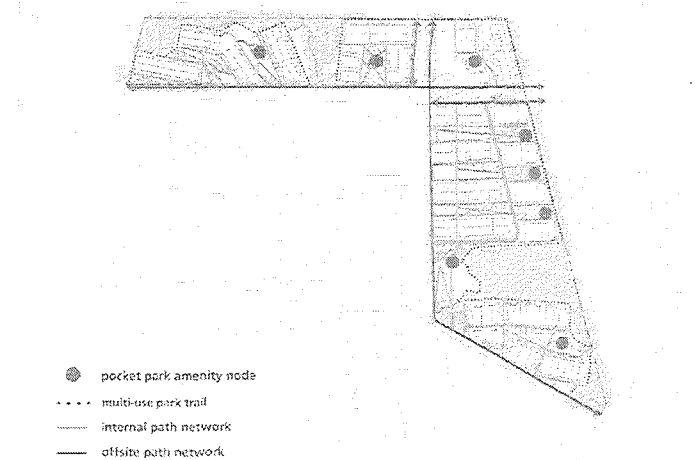 pocket park amenity node
multi-use park trail
internal path network
offsite path network